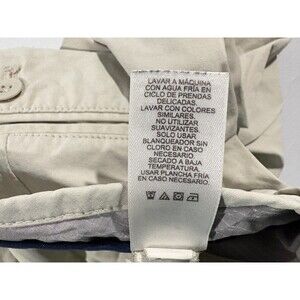 LAVAR A MÁQUINA
CON AGUA FRÍA EN
CICLO DE PRENDAS
DELICADAS.
LAVAR CON COLORES
SIMILARES.
NO UTILIZAR
SUAVIZANTES.
SOLO USAR
BLANQUEADOR SIN
CLORO EN CASO
NECESARIO.
SECADO A BAJA
TEMPERATURA.
USAR PLANCHA FRÍA
EN CASO NECESARIO.